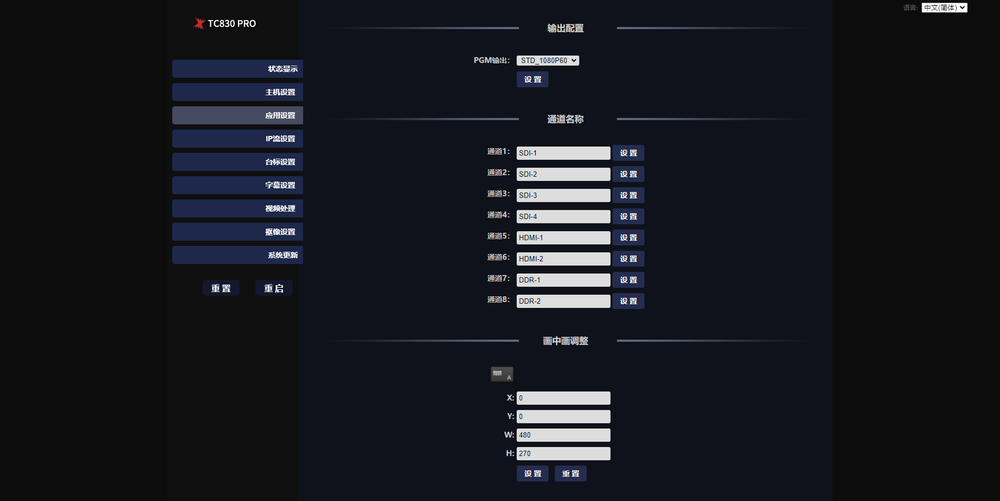 语言: 中文(简体)
TC830 PRO
状态显示
主机设置
应用设置
IP流设置
台标设置
字幕设置
视频处理
抠像设置
系统更新
重置 重启
输出配置
PGM输出: STD_1080P60
设置
通道名称
通道1: SDI-1 设置
通道2: SDI-2 设置
通道3: SDI-3 设置
通道4: SDI-4 设置
通道5: HDMI-1 设置
通道6: HDMI-2 设置
通道7: DDR-1 设置
通道8: DDR-2 设置
画中画调整
B A
X: 0
Y: 0
W: 480
H: 270
设置 重置